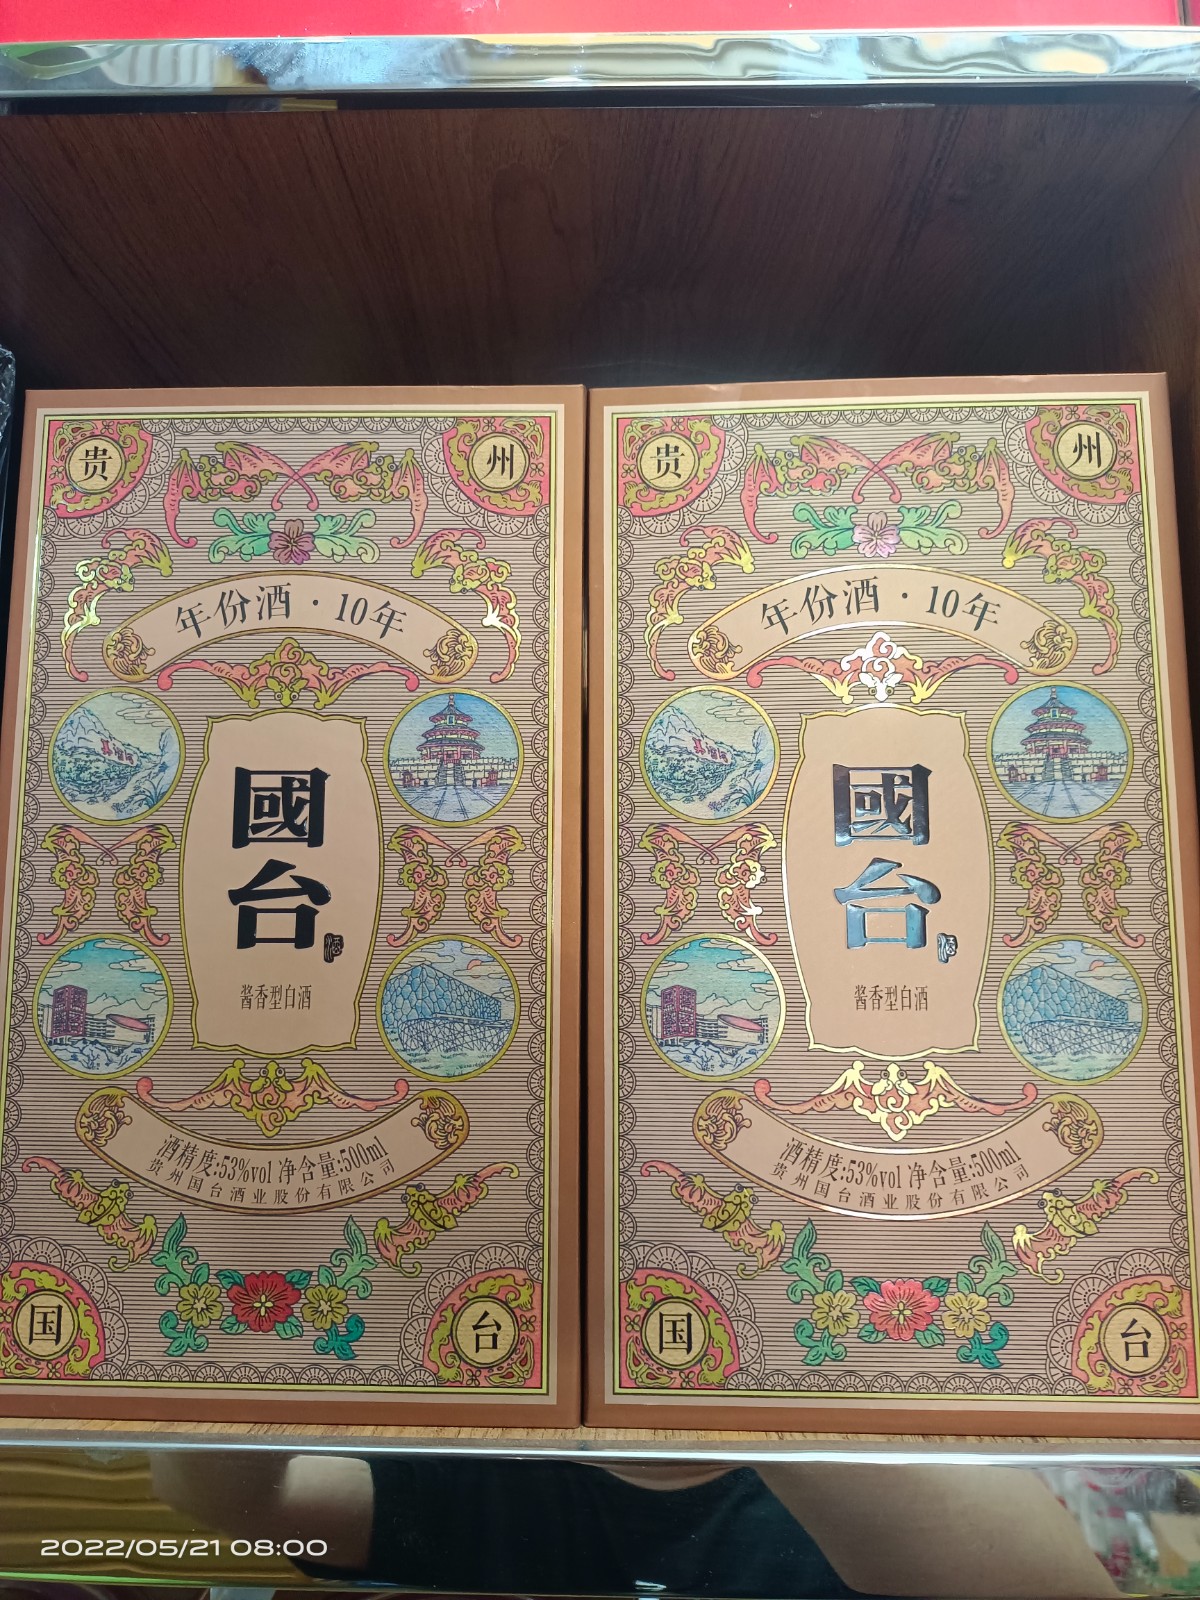 贵 州
年份酒·10年
國
台
酒
酱香型白酒
酒精度:53%vol 净含量:500ml
贵州国台酒业股份有限公司
国 台
贵 州
年份酒·10年
國
台
酒
酱香型白酒
酒精度:53%vol 净含量:500ml
贵州国台酒业股份有限公司
国 台
2022/05/21 08:00